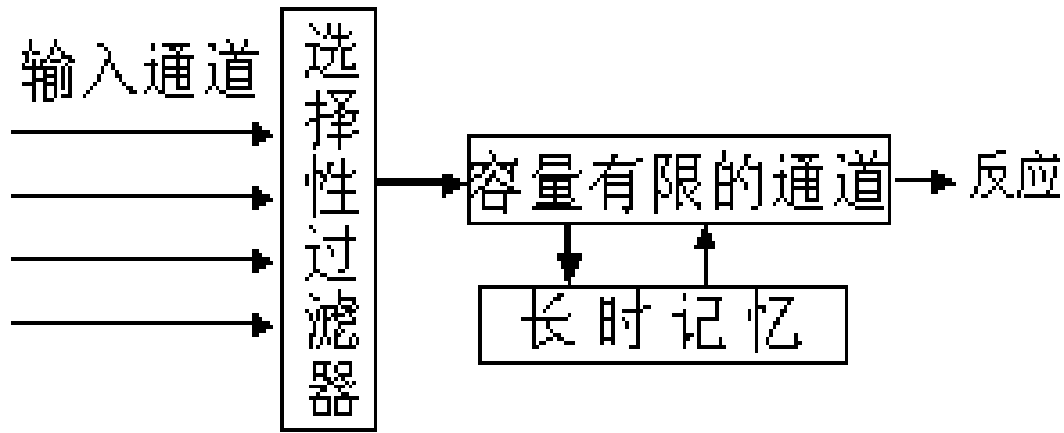 输入通道
选择性过滤器
容量有限的通道
反应
长时记忆